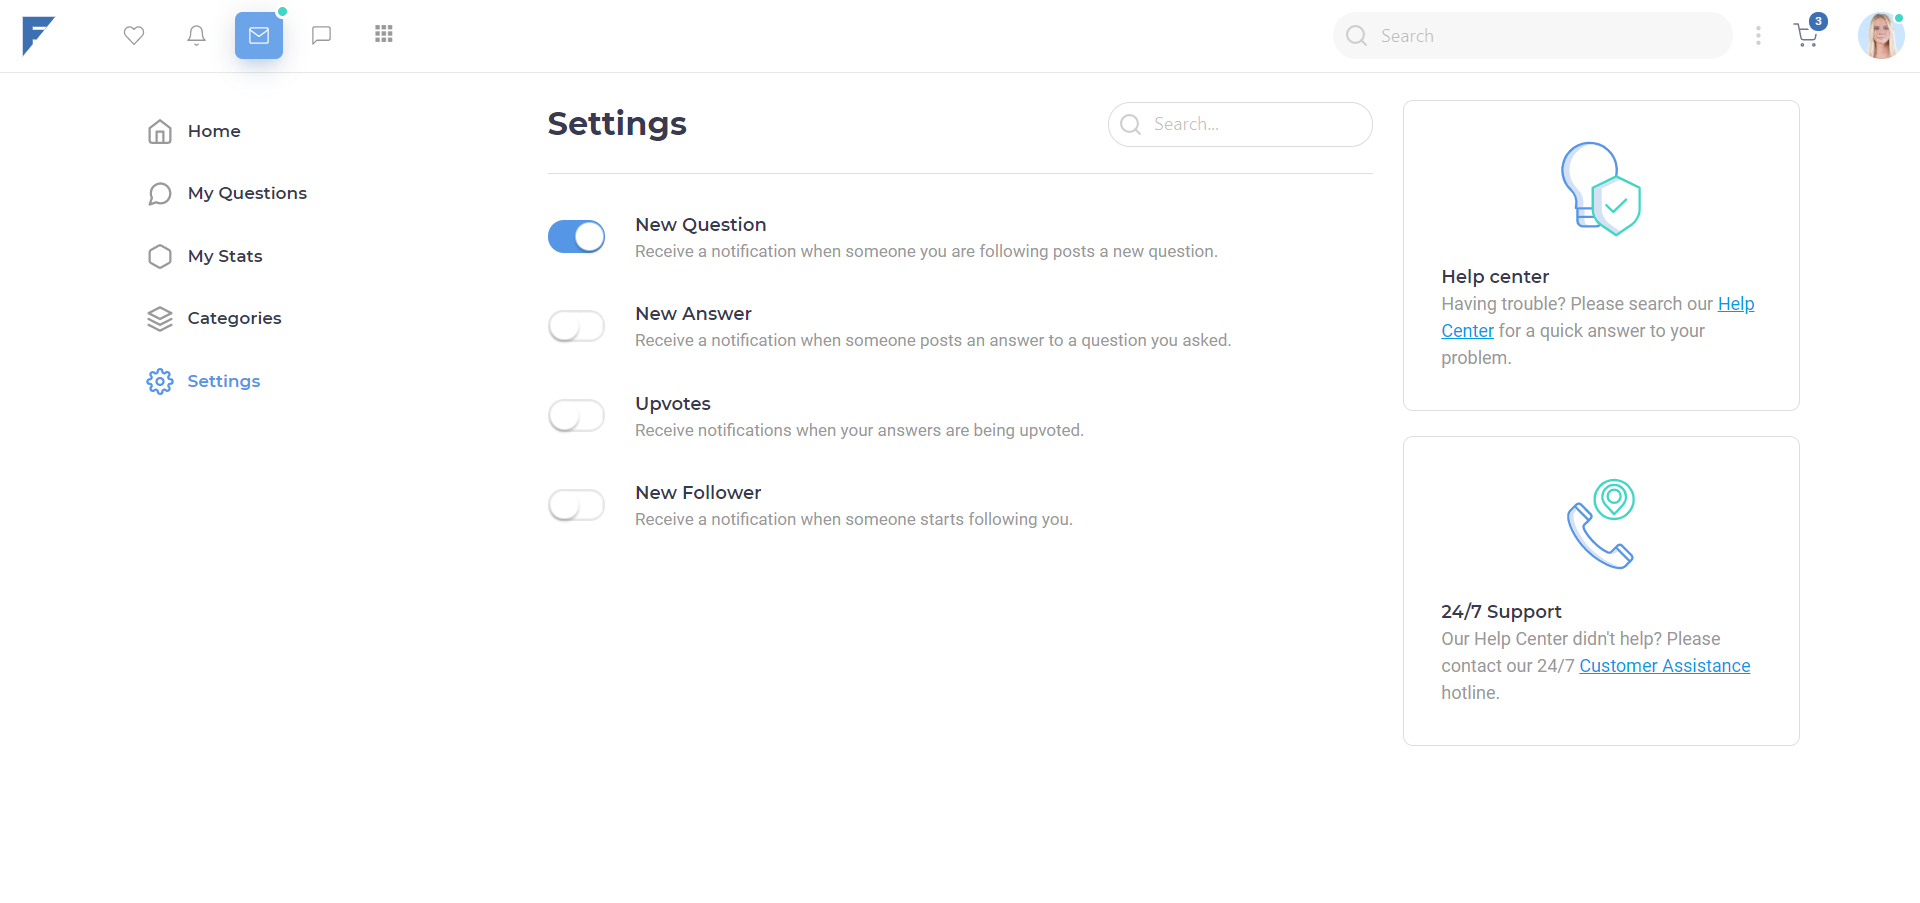 Search
3
Home
My Questions
My Stats
Categories
Settings
Settings
Search...
New Question
Receive a notification when someone you are following posts a new question.
New Answer
Receive a notification when someone posts an answer to a question you asked.
Upvotes
Receive notifications when your answers are being upvoted.
New Follower
Receive a notification when someone starts following you.
Help center
Having trouble? Please search our Help
Center for a quick answer to your
problem.
24/7 Support
Our Help Center didn't help? Please
contact our 24/7 Customer Assistance
hotline.